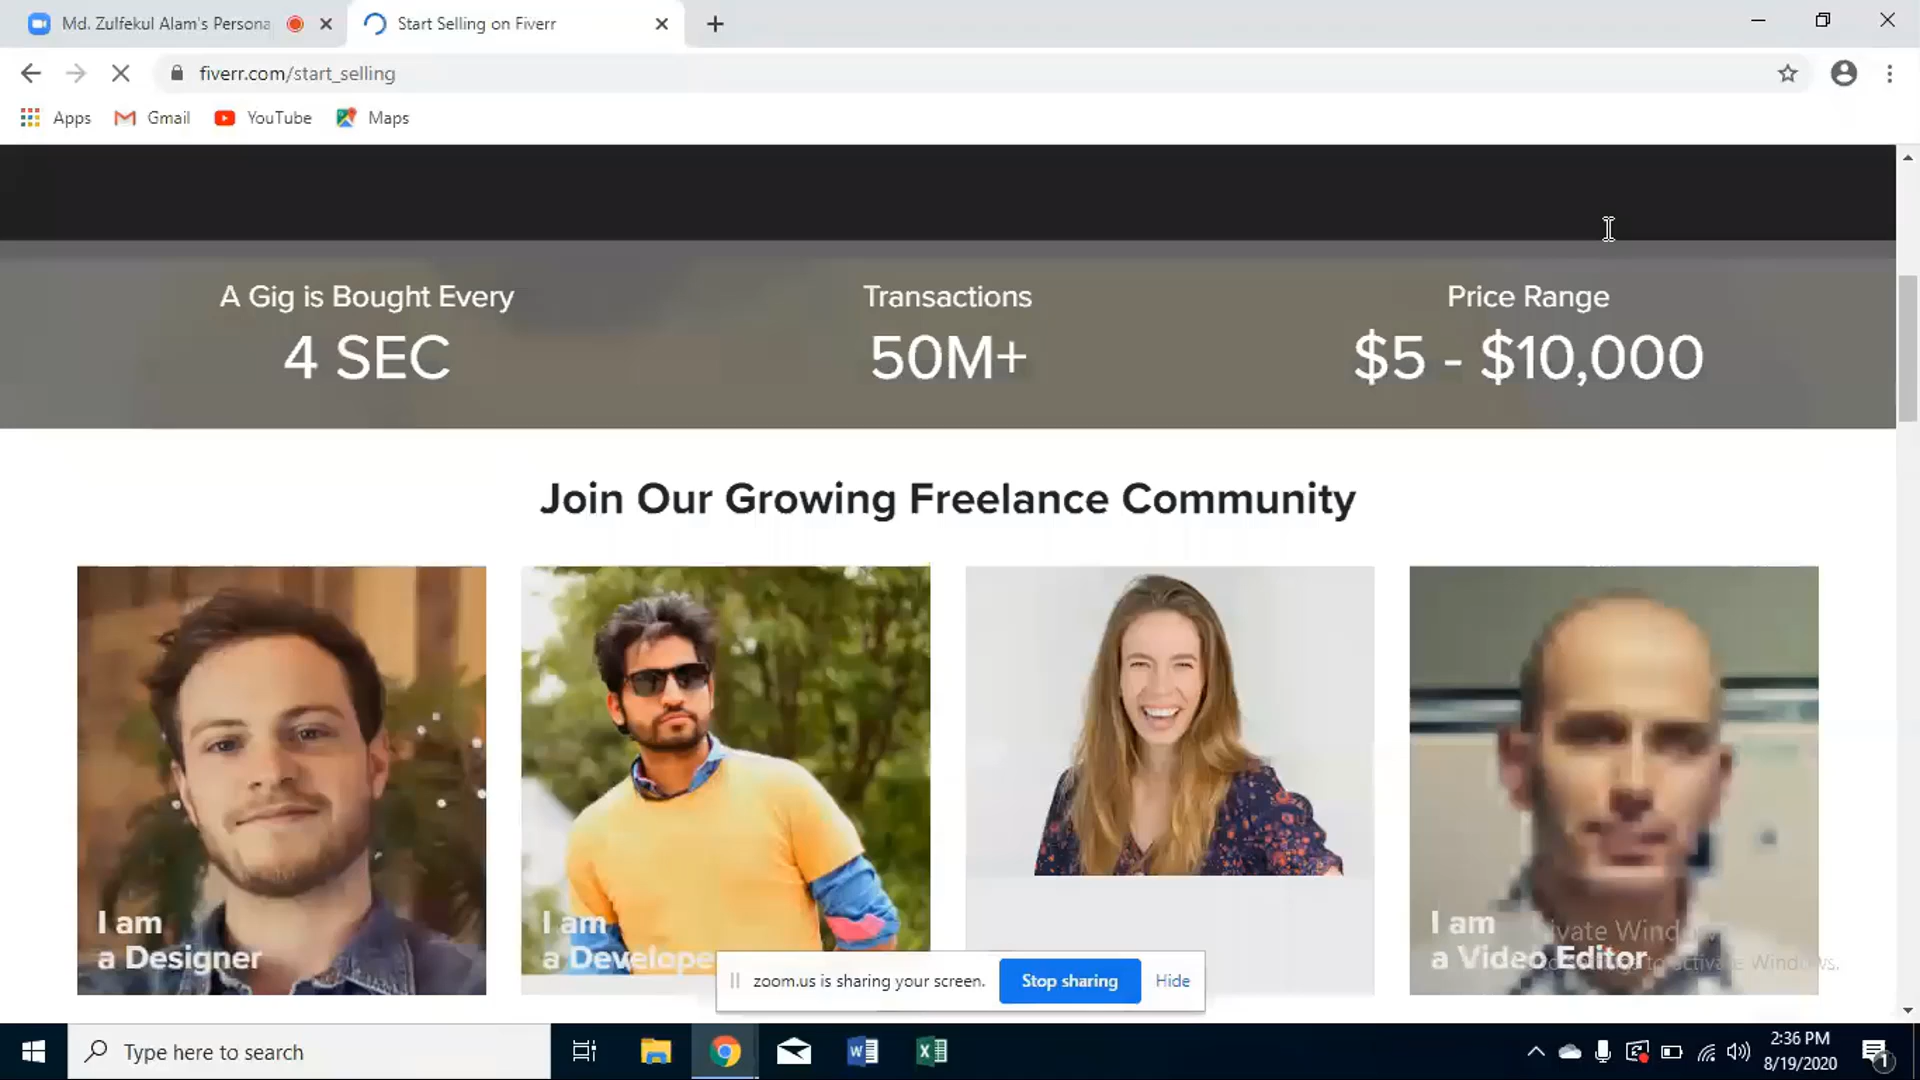 Md. Zulfekul Alam's Persona
Start Selling on Fiverr
fiverr.com/start_selling
Apps
Gmail
YouTube
Maps
A Gig is Bought Every
4 SEC
Transactions
50M+
Price Range
$5 - $10,000
Join Our Growing Freelance Community
I am
a Designer
I am
a Develope
I am
a Video Editor
zoom.us is sharing your screen.
Stop sharing
Hide
Type here to search
2:36 PM
8/19/2020
1